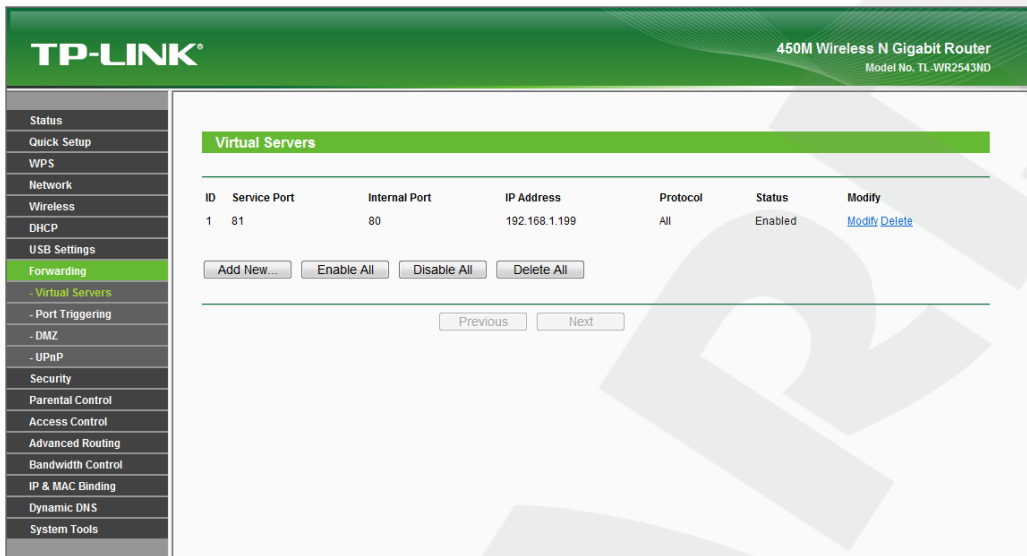 TP-LINK®
450M Wireless N Gigabit Router
Model No. TL-WR2543ND
Status
Quick Setup
WPS
Network
Wireless
DHCP
USB Settings
Forwarding
- Virtual Servers
- Port Triggering
- DMZ
- UPnP
Security
Parental Control
Access Control
Advanced Routing
Bandwidth Control
IP & MAC Binding
Dynamic DNS
System Tools
Virtual Servers
ID Service Port Internal Port IP Address Protocol Status Modify
1 81 80 192.168.1.199 All Enabled Modify Delete
Add New... Enable All Disable All Delete All
Previous Next